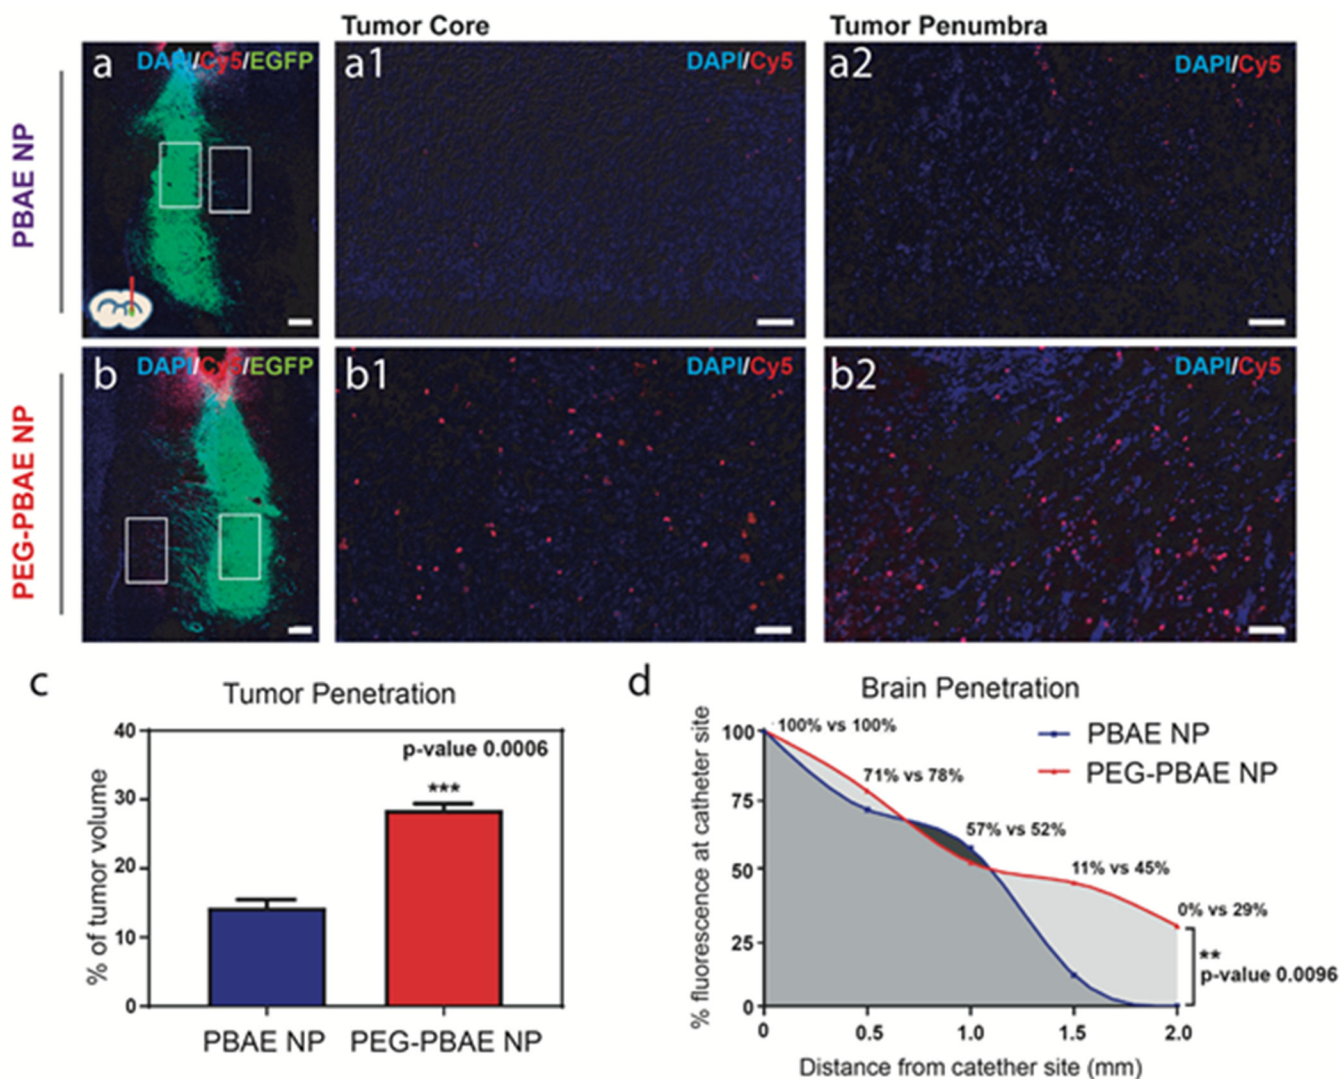 Tumor Core
Tumor Penumbra
PBAE NP
a
DAPI/Cy5/EGFP
a1
DAPI/Cy5
a2
DAPI/Cy5
PEG-PBAE NP
b
DAPI/Cy5/EGFP
b1
DAPI/Cy5
b2
DAPI/Cy5
c
Tumor Penetration
% of tumor volume
40
30
20
10
0
p-value 0.0006
***
PBAE NP
PEG-PBAE NP
d
Brain Penetration
% fluorescence at catheter site
100
75
50
25
0
100% vs 100%
71% vs 78%
57% vs 52%
11% vs 45%
0% vs 29%
PBAE NP
PEG-PBAE NP
**
p-value 0.0096
0
0.5
1.0
1.5
2.0
Distance from catether site (mm)